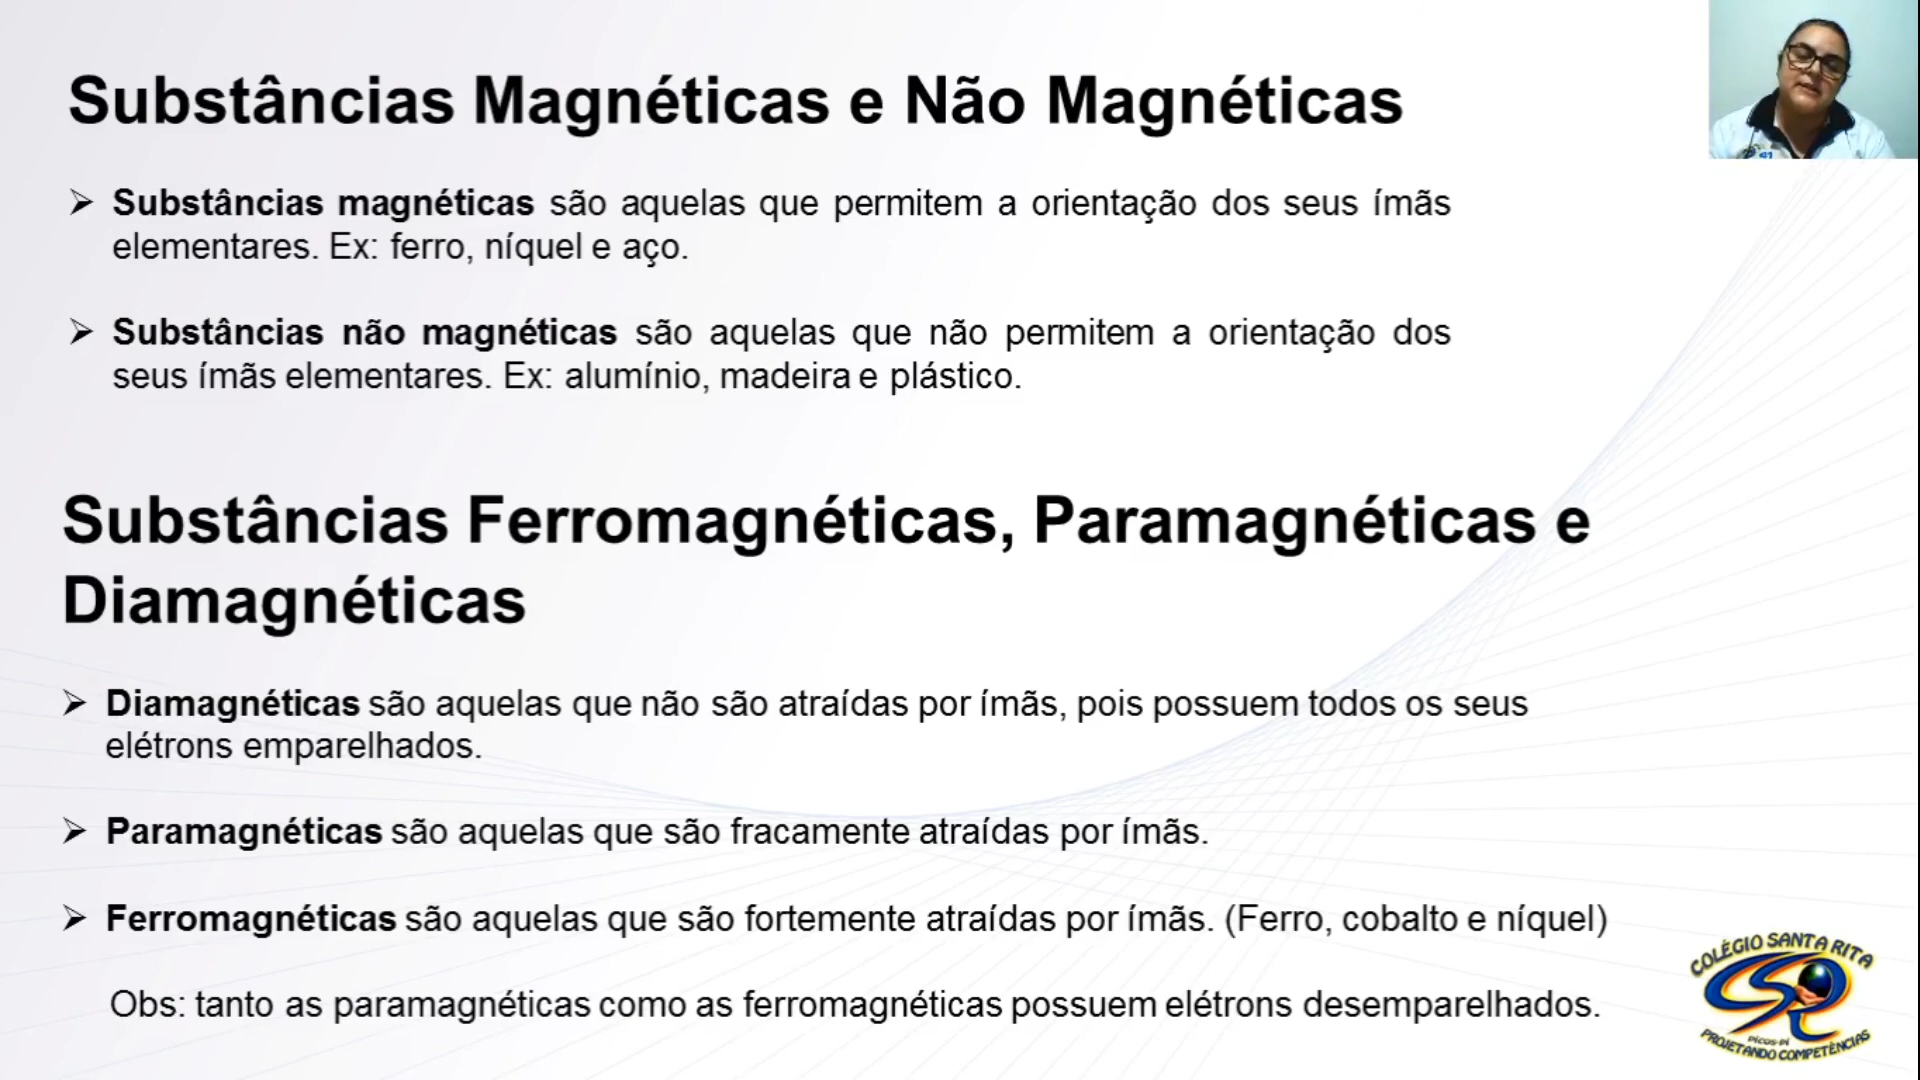 Substâncias Magnéticas e Não Magnéticas
➢ Substâncias magnéticas são aquelas que permitem a orientação dos seus ímãs
elementares. Ex: ferro, níquel e aço.
➢ Substâncias não magnéticas são aquelas que não permitem a orientação dos
seus ímãs elementares. Ex: alumínio, madeira e plástico.
Substâncias Ferromagnéticas, Paramagnéticas e
Diamagnéticas
➢ Diamagnéticas são aquelas que não são atraídas por ímãs, pois possuem todos os seus
elétrons emparelhados.
➢ Paramagnéticas são aquelas que são fracamente atraídas por ímãs.
➢ Ferromagnéticas são aquelas que são fortemente atraídas por ímãs. (Ferro, cobalto e níquel)
Obs: tanto as paramagnéticas como as ferromagnéticas possuem elétrons desemparelhados.
COLÉGIO SANTA RITA
PICOS-PI
PROJETANDO COMPETÊNCIAS